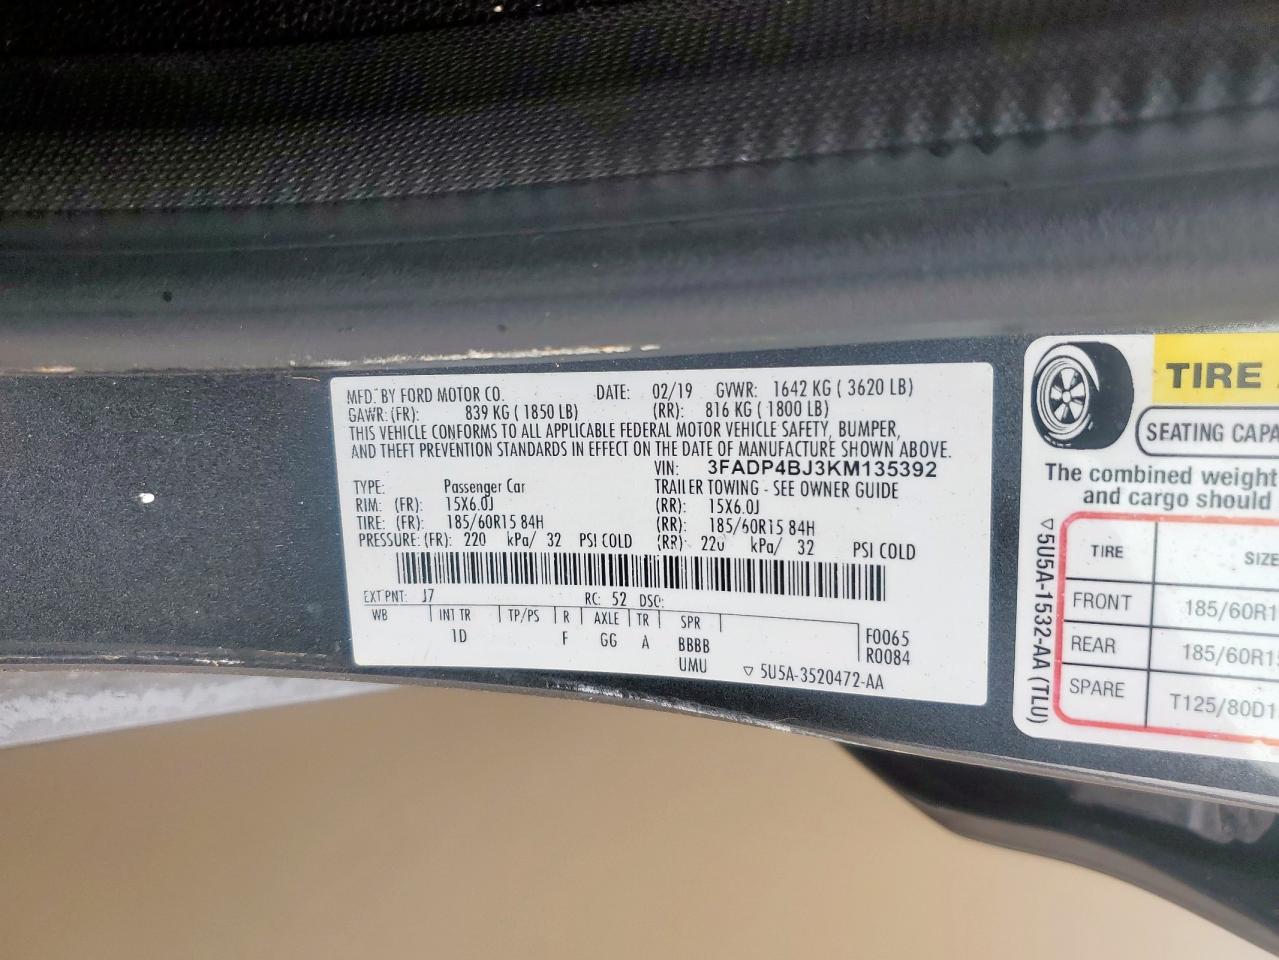 MFD. BY FORD MOTOR CO. DATE: 02/19 GVWR: 1642 KG ( 3620 LB)
GAWR: (FR): 839 KG ( 1850 LB) (RR): 816 KG ( 1800 LB)
THIS VEHICLE CONFORMS TO ALL APPLICABLE FEDERAL MOTOR VEHICLE SAFETY, BUMPER,
AND THEFT PREVENTION STANDARDS IN EFFECT ON THE DATE OF MANUFACTURE SHOWN ABOVE.
VIN: 3FADP4BJ3KM135392
TYPE: Passenger Car TRAILER TOWING - SEE OWNER GUIDE
RIM: (FR): 15X6.0J (RR): 15X6.0J
TIRE: (FR): 185/60R15 84H (RR): 185/60R15 84H
PRESSURE: (FR): 220 kPa/ 32 PSI COLD (RR): 220 kPa/ 32 PSI COLD
EXT PNT: J7 RC: 52 DSO:
WB INT TR TP/PS R AXLE TR SPR
1D F GG A BBBB F0065
UMU R0084
▽ 5U5A-3520472-AA
TIRE
SEATING CAPA
The combined weight
and cargo should
▽5U5A-1532-AA (TLU)
TIRE SIZE
FRONT 185/60R1
REAR 185/60R15
SPARE T125/80D1